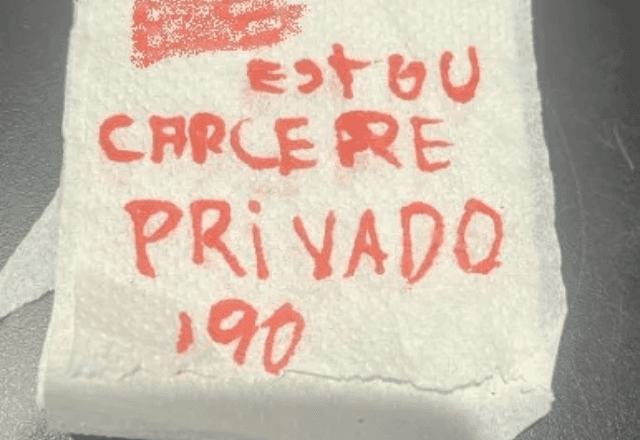 ESTOU
CARCERE
PRIVADO
190